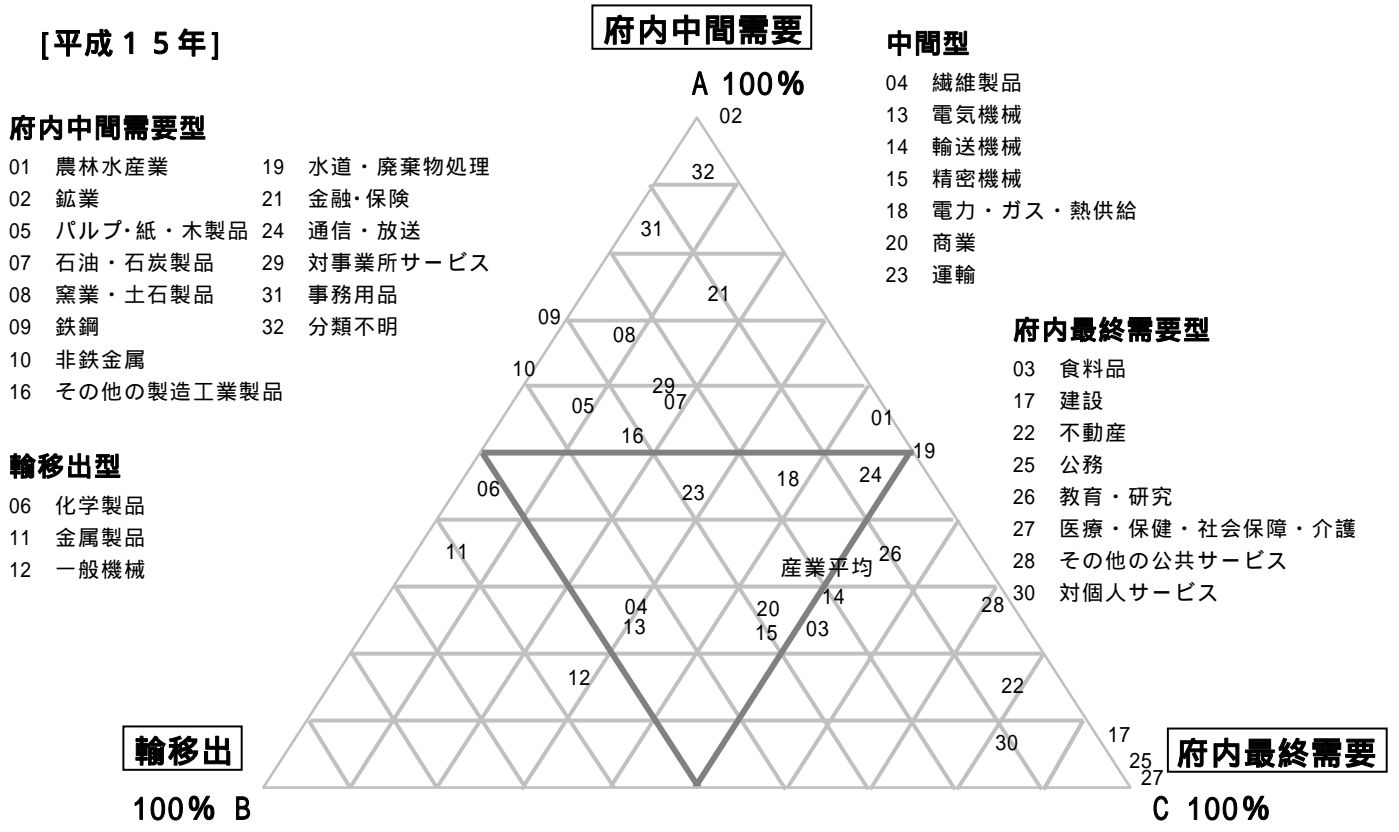 [平成１５年]
府内中間需要
A 100%
府内中間需要型
01 農林水産業 19 水道・廃棄物処理
02 鉱業 21 金融・保険
05 パルプ・紙・木製品 24 通信・放送
07 石油・石炭製品 29 対事業所サービス
08 窯業・土石製品 31 事務用品
09 鉄鋼 32 分類不明
10 非鉄金属
16 その他の製造工業製品
輸移出型
06 化学製品
11 金属製品
12 一般機械
中間型
04 繊維製品
13 電気機械
14 輸送機械
15 精密機械
18 電力・ガス・熱供給
20 商業
23 運輸
府内最終需要型
03 食料品
17 建設
22 不動産
25 公務
26 教育・研究
27 医療・保健・社会保障・介護
28 その他の公共サービス
30 対個人サービス
02
32
31
21
09
08
10
29
05
07
01
16
19
06
23
18
24
11
26
産業平均
14
04
20
28
13
15
03
12
22
17
30
25
27
輸移出
100% B
府内最終需要
C 100%